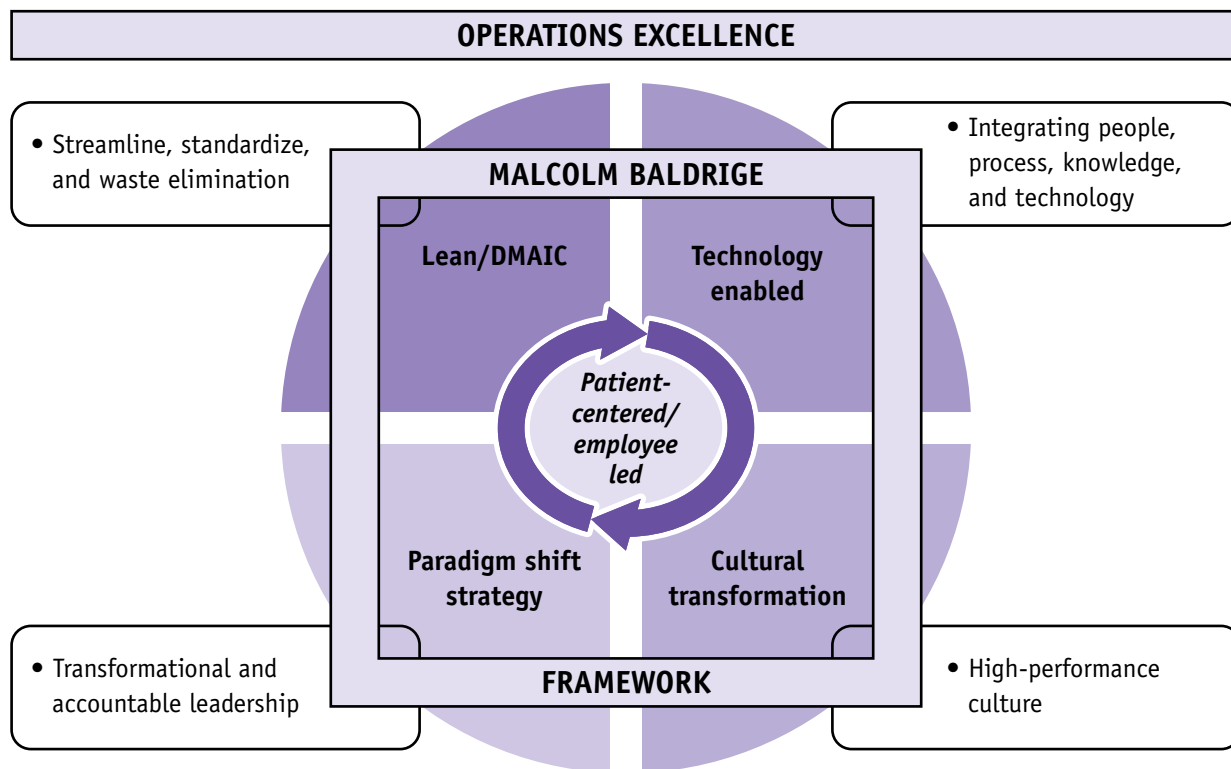 OPERATIONS EXCELLENCE
• Streamline, standardize,
and waste elimination
• Integrating people,
process, knowledge,
and technology
MALCOLM BALDRIGE
Lean/DMAIC
Technology
enabled
Patient-
centered/
employee
led
Paradigm shift
strategy
Cultural
transformation
• Transformational and
accountable leadership
FRAMEWORK
• High-performance
culture